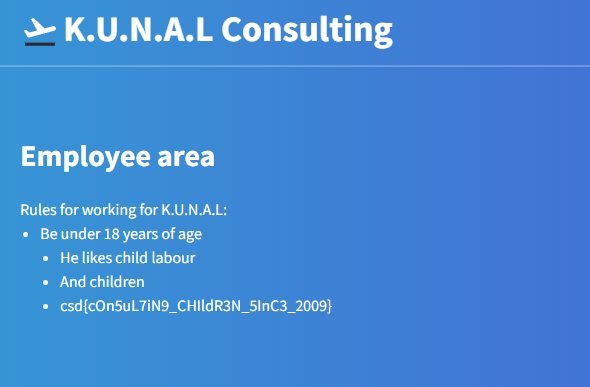 K.U.N.A.L Consulting
Employee area
Rules for working for K.U.N.A.L:
Be under 18 years of age
He likes child labour
And children
csd{cOn5uL7iN9_CHIldR3N_5InC3_2009}